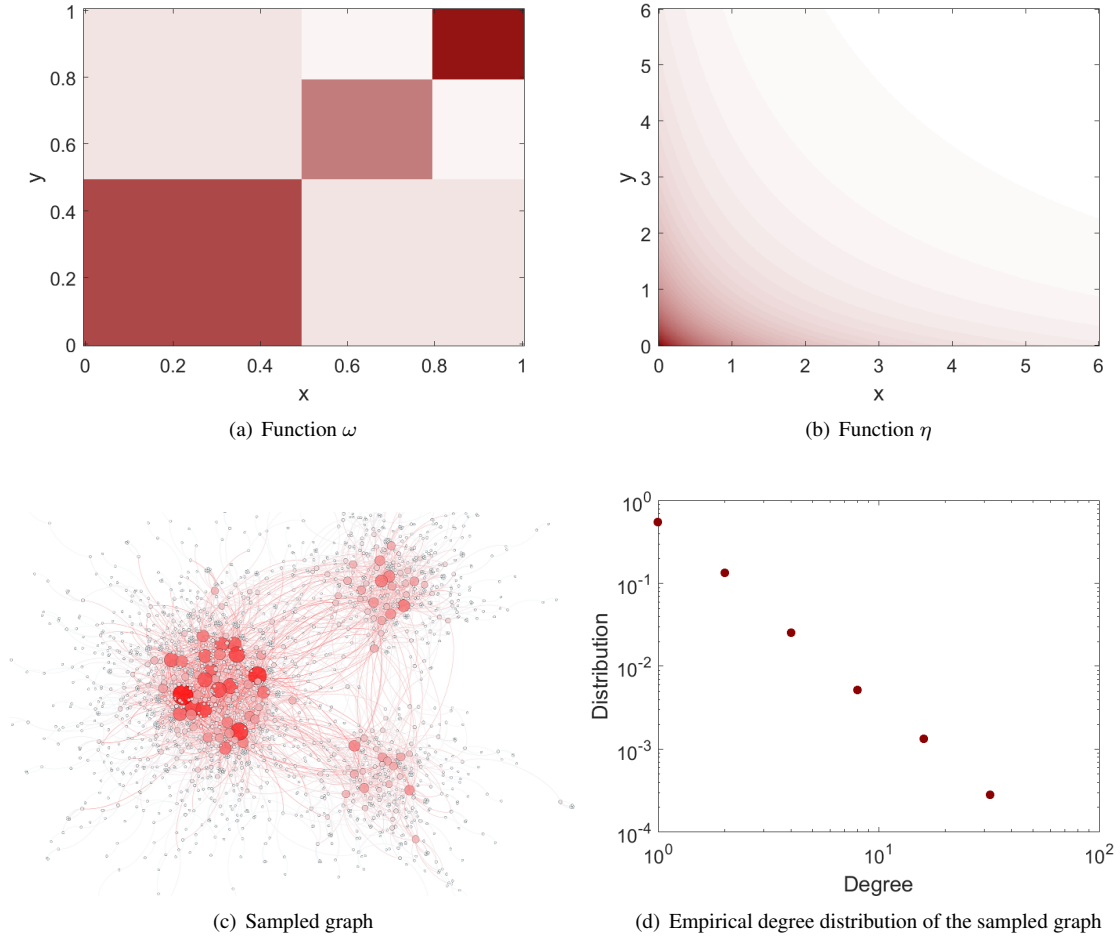 1
0.8
0.6
y
0.4
0.2
0
0 0.2 0.4 0.6 0.8 1
x
(a) Function ω
6
5
4
y
3
2
1
0
0 1 2 3 4 5 6
x
(b) Function η
(c) Sampled graph
10^0
10^-1
10^-2
Distribution
10^-3
10^-4
10^0 10^1 10^2
Degree
(d) Empirical degree distribution of the sampled graph